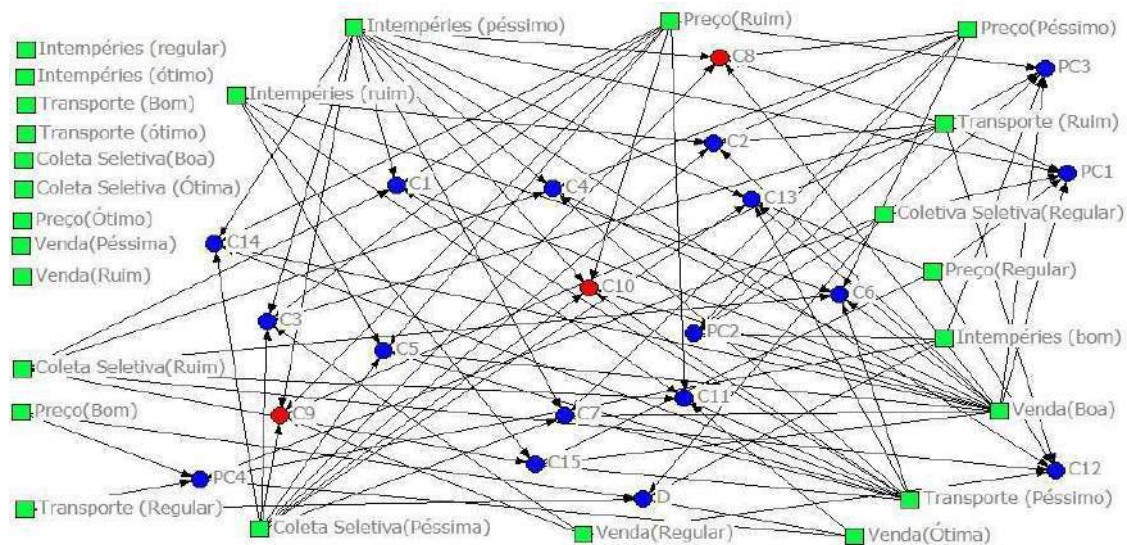 Intempéries (péssimo)
Preço(Ruim)
Preço(Péssimo)
Intempéries (regular)
C8
PC3
Intempéries (ótimo)
Intempéries (ruim)
Transporte (Bom)
Transporte (Ruim)
Transporte (ótimo)
C2
Coleta Seletiva(Boa)
PC1
Coleta Seletiva (Ótima)
C1
C4
C13
Coletiva Seletiva(Regular)
Preço(Ótimo)
Venda(Péssima)
C14
Venda(Ruim)
Preço(Regular)
C10
C6
C3
PC2
Intempéries (bom)
C5
Coleta Seletiva(Ruim)
C11
Preço(Bom)
C9
C7
Venda(Boa)
C15
C12
PC4
D
Transporte (Péssimo)
Transporte (Regular)
Coleta Seletiva(Péssima)
Venda(Regular)
Venda(Ótima)